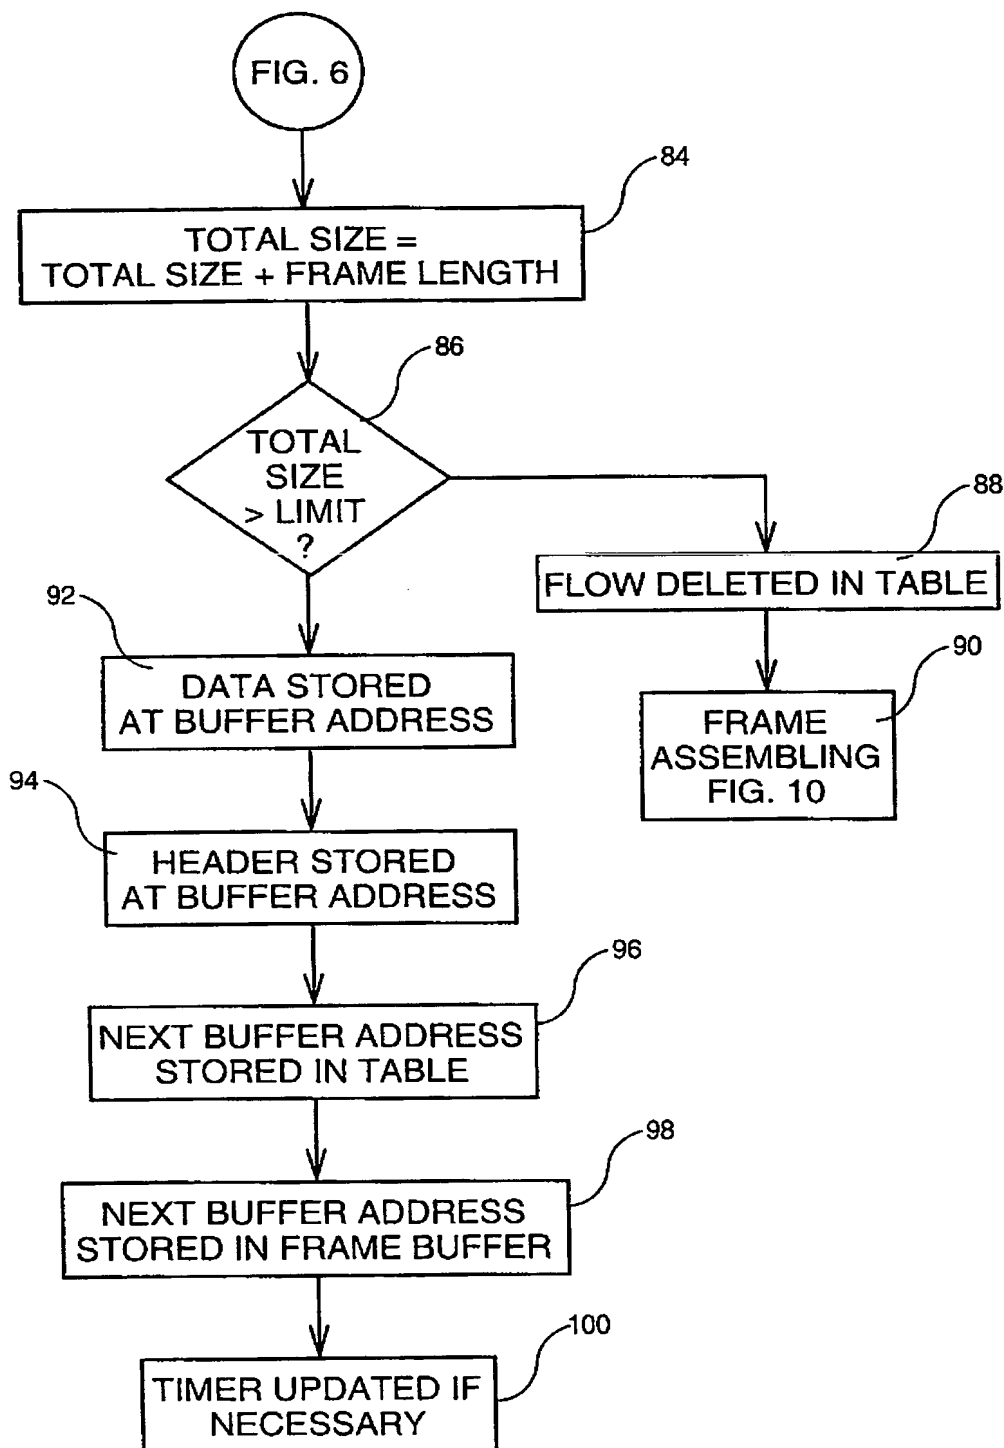 FIG. 6
84
TOTAL SIZE =
TOTAL SIZE + FRAME LENGTH
86
TOTAL
SIZE
> LIMIT
?
88
FLOW DELETED IN TABLE
90
FRAME
ASSEMBLING
FIG. 10
92
DATA STORED
AT BUFFER ADDRESS
94
HEADER STORED
AT BUFFER ADDRESS
96
NEXT BUFFER ADDRESS
STORED IN TABLE
98
NEXT BUFFER ADDRESS
STORED IN FRAME BUFFER
100
TIMER UPDATED IF
NECESSARY